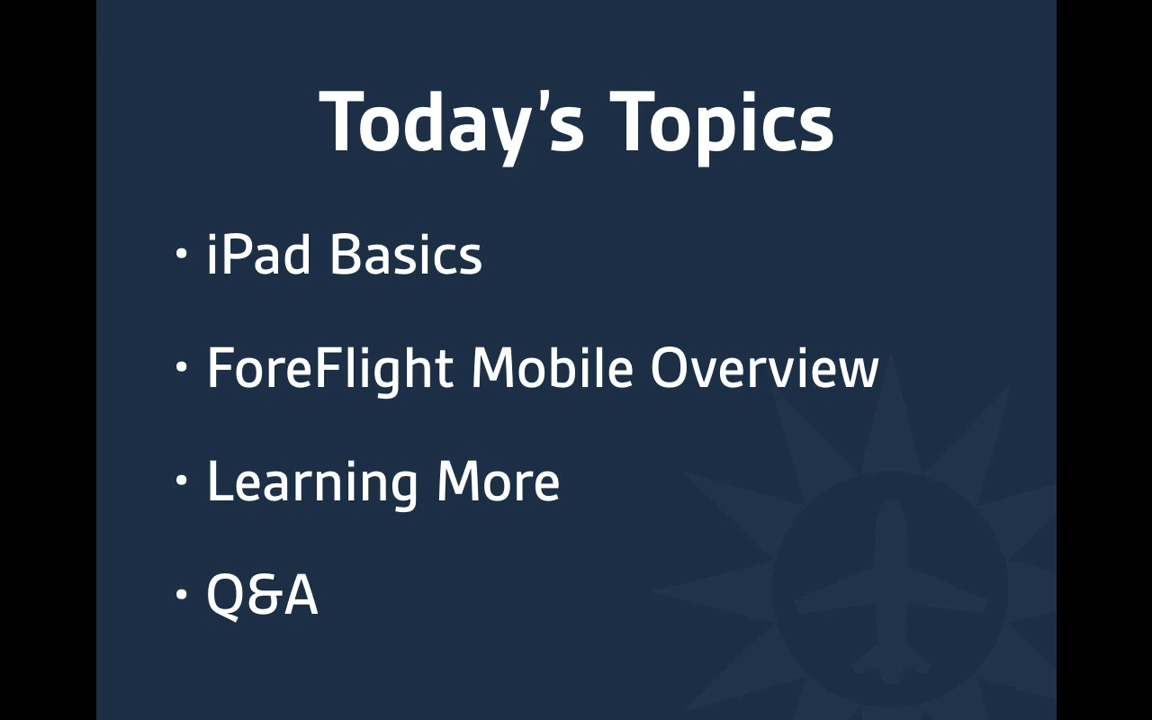 Today’s Topics
• iPad Basics
• ForeFlight Mobile Overview
• Learning More
• Q&A